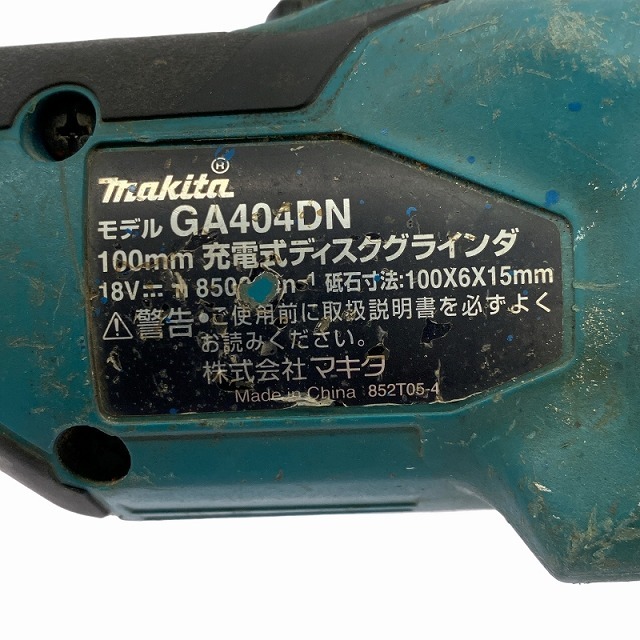 makita®
モデル GA404DN
100mm 充電式ディスクグラインダ
18V⎓ n 8500 砥石寸法:100X6X15mm
⚠警告・ご使用前に取扱説明書を必ずよく
お読みください。
株式会社 マキタ
Made in China 852T05-4